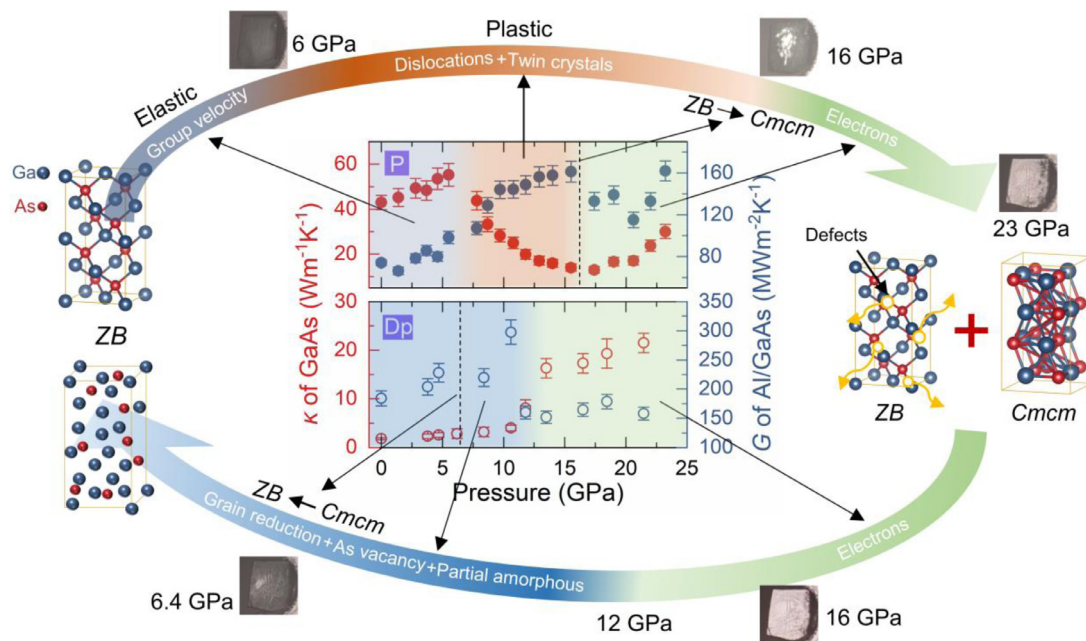 Plastic
6 GPa
Dislocations+Twin crystals
16 GPa
Elastic
Group velocity
ZB → Cmcm
Electrons
Ga
As
ZB
P
60
40
20
κ of GaAs (Wm⁻¹K⁻¹)
160
120
80
40
G of Al/GaAs (MWm⁻²K⁻¹)
23 GPa
Dp
30
20
10
0
350
300
250
200
150
100
0 5 10 15 20 25
Pressure (GPa)
Defects
ZB
+
Cmcm
ZB ← Cmcm
Grain reduction+As vacancy+Partial amorphous
Electrons
6.4 GPa
12 GPa
16 GPa